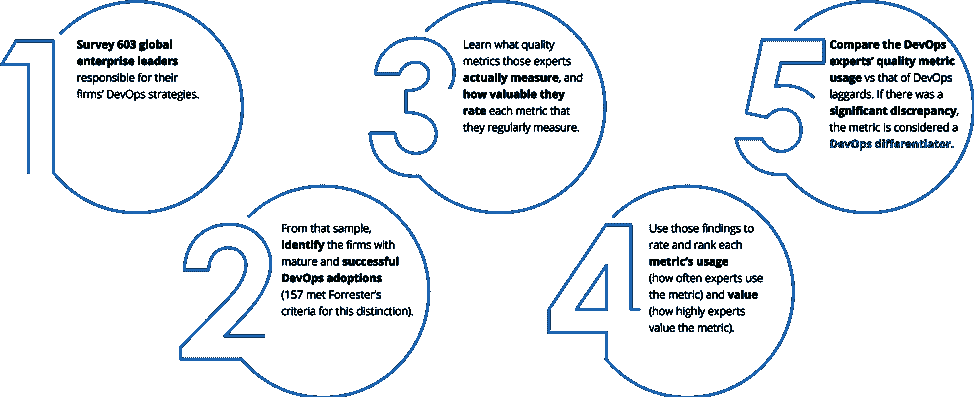 1
Survey 603 global
enterprise leaders
responsible for their
firms' DevOps strategies.
2
From that sample,
identify the firms with
mature and successful
DevOps adoptions
(157 met Forrester's
criteria for this distinction).
3
Learn what quality
metrics those experts
actually measure, and
how valuable they
rate each metric that
they regularly measure.
4
Use those findings to
rate and rank each
metric's usage
(how often experts use
the metric) and value
(how highly experts
value the metric).
5
Compare the DevOps
experts' quality metric
usage vs that of DevOps
laggards. If there was a
significant discrepancy,
the metric is considered a
DevOps differentiator.